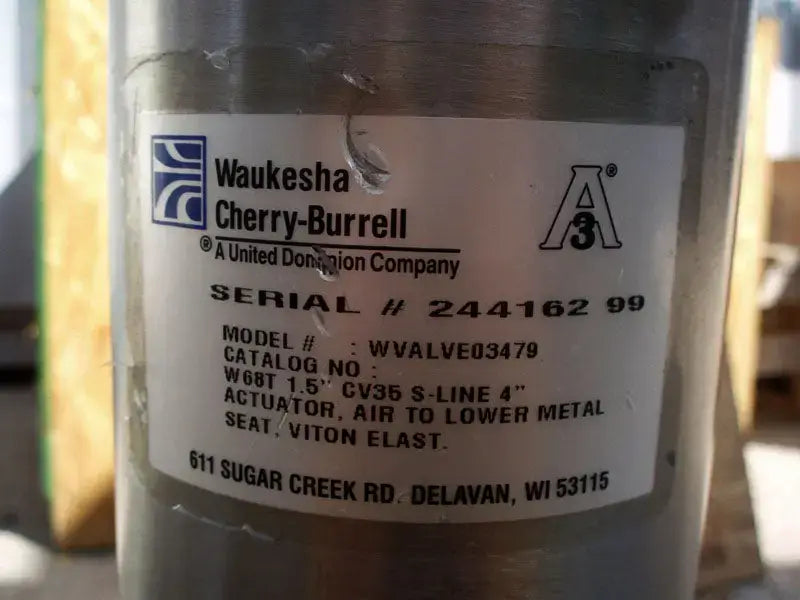 Waukesha
Cherry-Burrell
® A United Dominion Company
A® 3
SERIAL # 244162 99
MODEL # : WVALVE03479
CATALOG NO :
W68T 1.5" CV35 S-LINE 4"
ACTUATOR, AIR TO LOWER METAL
SEAT, VITON ELAST.
611 SUGAR CREEK RD. DELAVAN, WI 53115